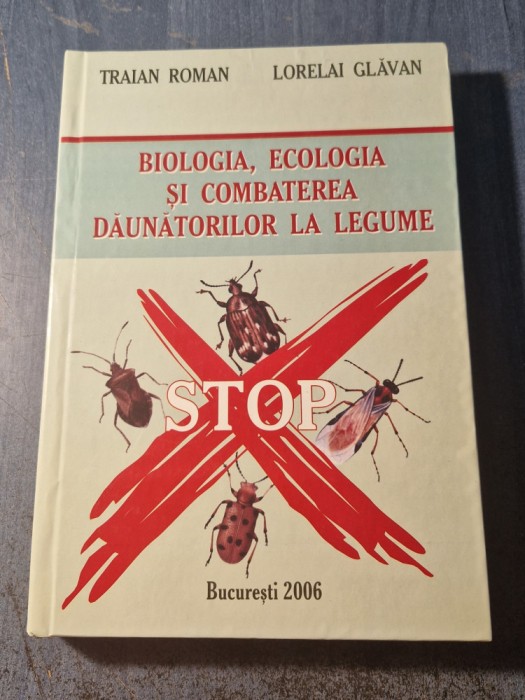 TRAIAN ROMAN LORELAI GLĂVAN
BIOLOGIA, ECOLOGIA
ȘI COMBATEREA
DĂUNĂTORILOR LA LEGUME
STOP
București 2006